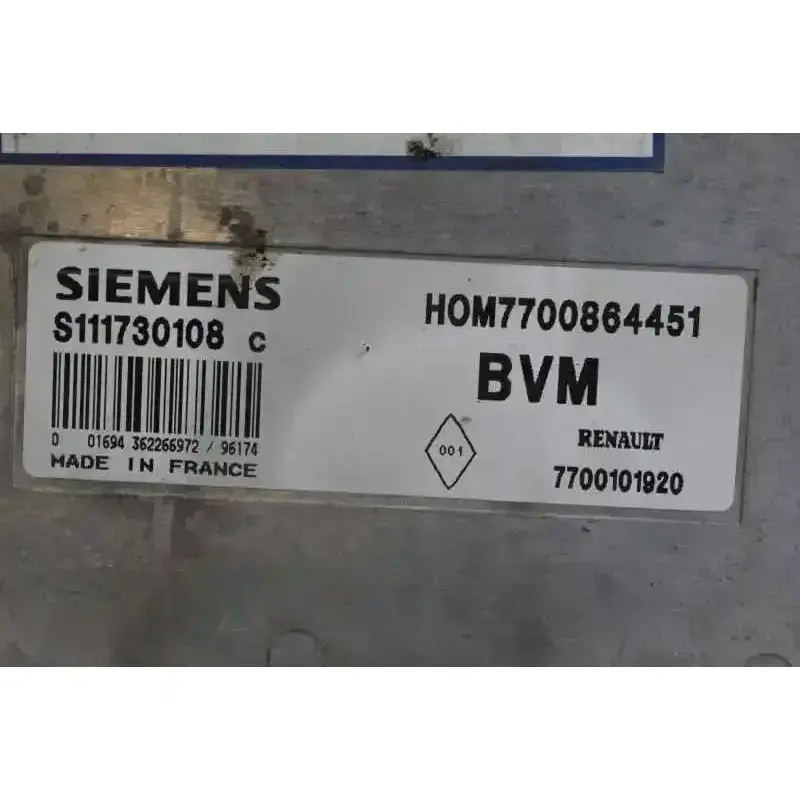 SIEMENS
S111730108 C
0 01694 362266972 / 96174
MADE IN FRANCE
HOM7700864451
BVM
001
RENAULT
7700101920